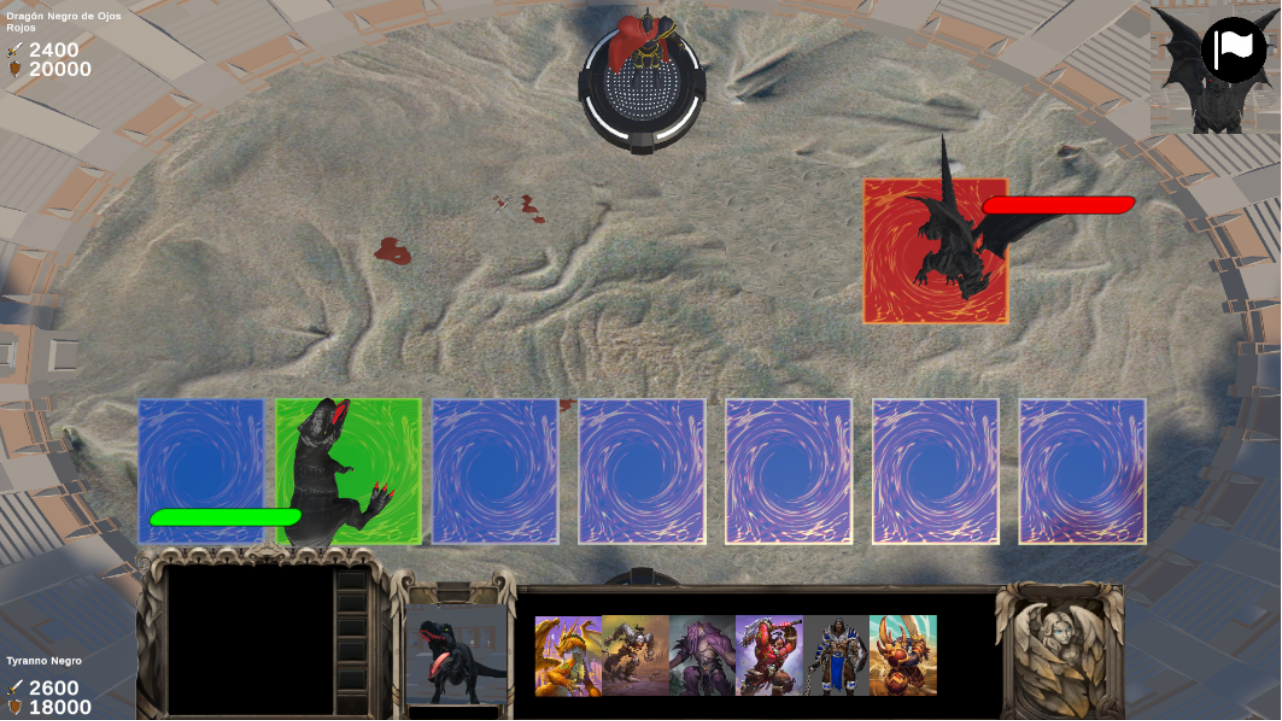 Dragón Negro de Ojos
Rojos
2400
20000
Tyranno Negro
2600
18000